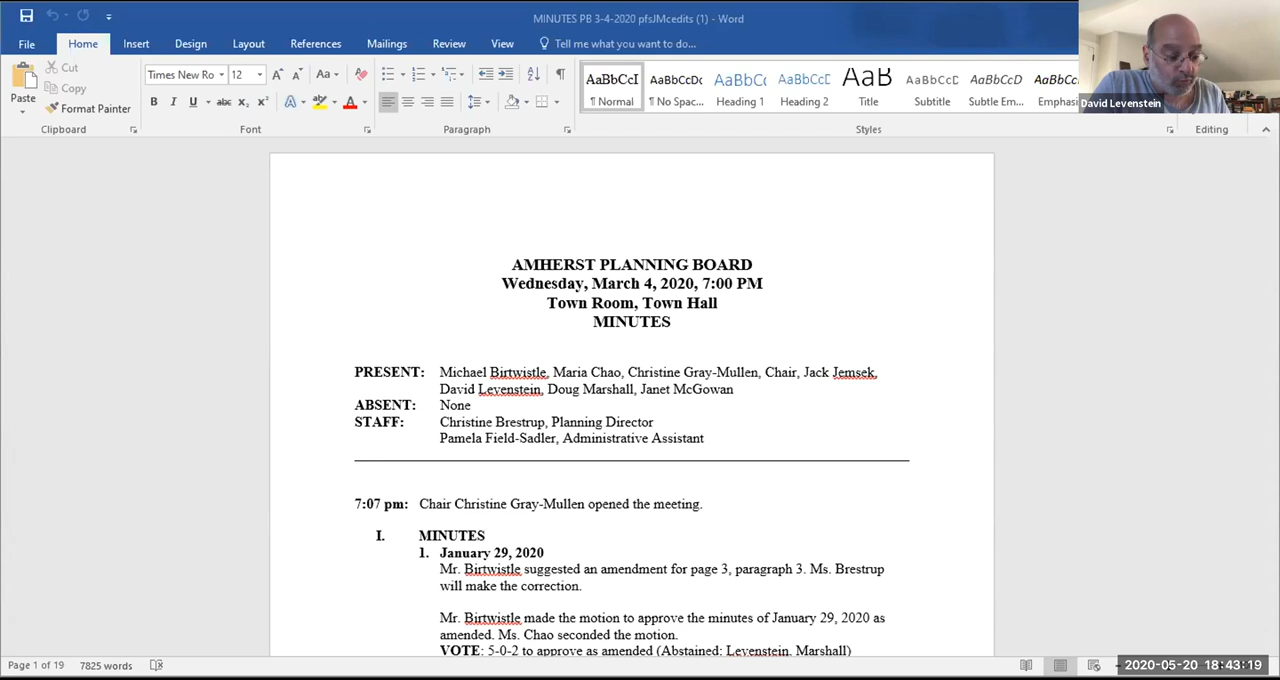 MINUTES PB 3-4-2020 pfsJMcedits (1) - Word
File Home Insert Design Layout References Mailings Review View Tell me what you want to do...
Paste
Cut
Copy
Format Painter
Clipboard
Times New Ro 12
Font
Paragraph
AaBbCcI AaBbCcDc AaBbC( AaBbCcD AaB AaBbCcD AaBbCcD AaBbCc
¶ Normal ¶ No Spac... Heading 1 Heading 2 Title Subtitle Subtle Em... Emphasi
Styles
Editing
David Levenstein
AMHERST PLANNING BOARD
Wednesday, March 4, 2020, 7:00 PM
Town Room, Town Hall
MINUTES
PRESENT: Michael Birtwistle, Maria Chao, Christine Gray-Mullen, Chair, Jack Jemsek,
David Levenstein, Doug Marshall, Janet McGowan
ABSENT: None
STAFF: Christine Brestrup, Planning Director
Pamela Field-Sadler, Administrative Assistant
7:07 pm: Chair Christine Gray-Mullen opened the meeting.
I. MINUTES
1. January 29, 2020
Mr. Birtwistle suggested an amendment for page 3, paragraph 3. Ms. Brestrup
will make the correction.
Mr. Birtwistle made the motion to approve the minutes of January 29, 2020 as
amended. Ms. Chao seconded the motion.
VOTE: 5-0-2 to approve as amended (Abstained: Levenstein, Marshall)
Page 1 of 19 7825 words
2020-05-20 18:43:19